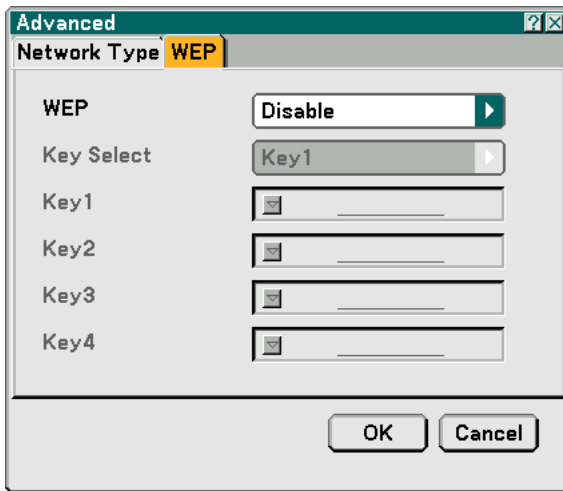 Advanced
Network Type WEP
WEP Disable
Key Select Key1
Key1
Key2
Key3
Key4
OK Cancel